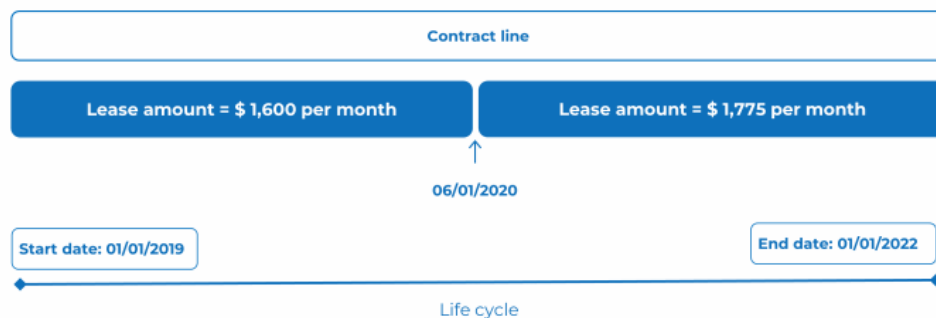 Contract line
Lease amount = $ 1,600 per month
Lease amount = $ 1,775 per month
06/01/2020
Start date: 01/01/2019
End date: 01/01/2022
Life cycle